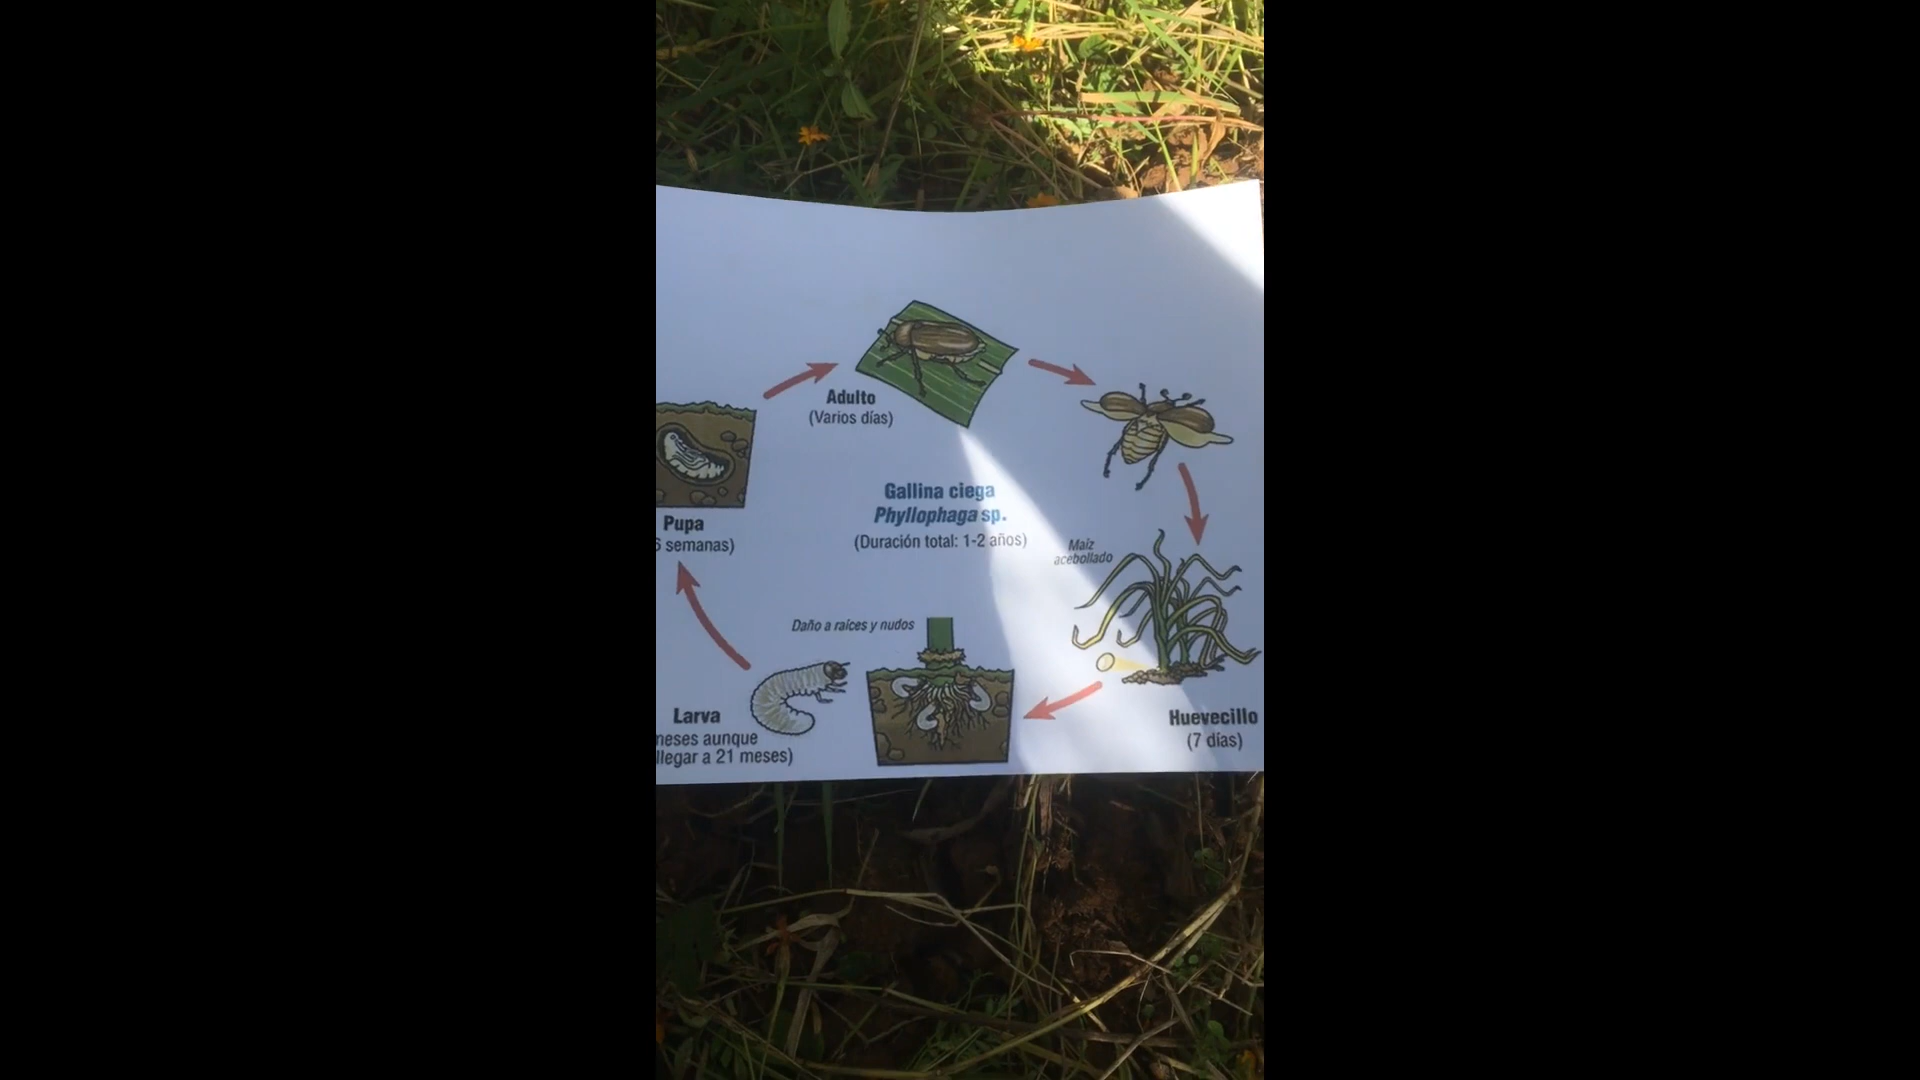 Adulto
(Varios días)
Gallina ciega
Phyllophaga sp.
(Duración total: 1-2 años)
Pupa
6 semanas)
Maíz
acebollado
Daño a raíces y nudos
Larva
meses aunque
llegar a 21 meses)
Huevecillo
(7 días)